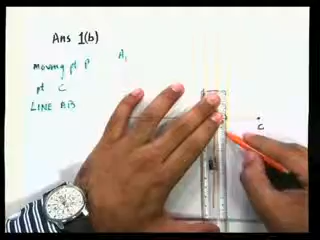 Ans 1(b)
moving pt P
A1
pt C
LINE AB
C